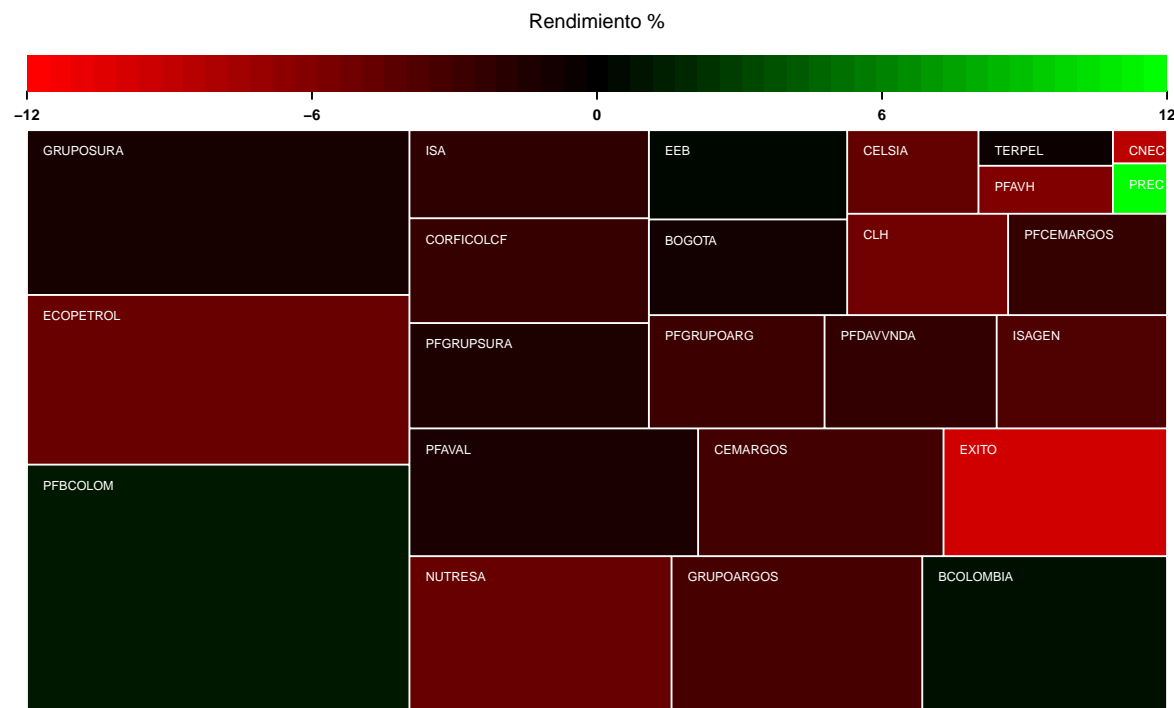 Rendimiento %
−12 −6 0 6 12
GRUPOSURA
ISA
EEB
CELSIA
TERPEL
CNEC
PFAVH
PREC
CORFICOLCF
BOGOTA
CLH
PFCEMARGOS
ECOPETROL
PFGRUPSURA
PFGRUPOARG
PFDAVVNDA
ISAGEN
PFBCOLOM
PFAVAL
CEMARGOS
EXITO
NUTRESA
GRUPOARGOS
BCOLOMBIA